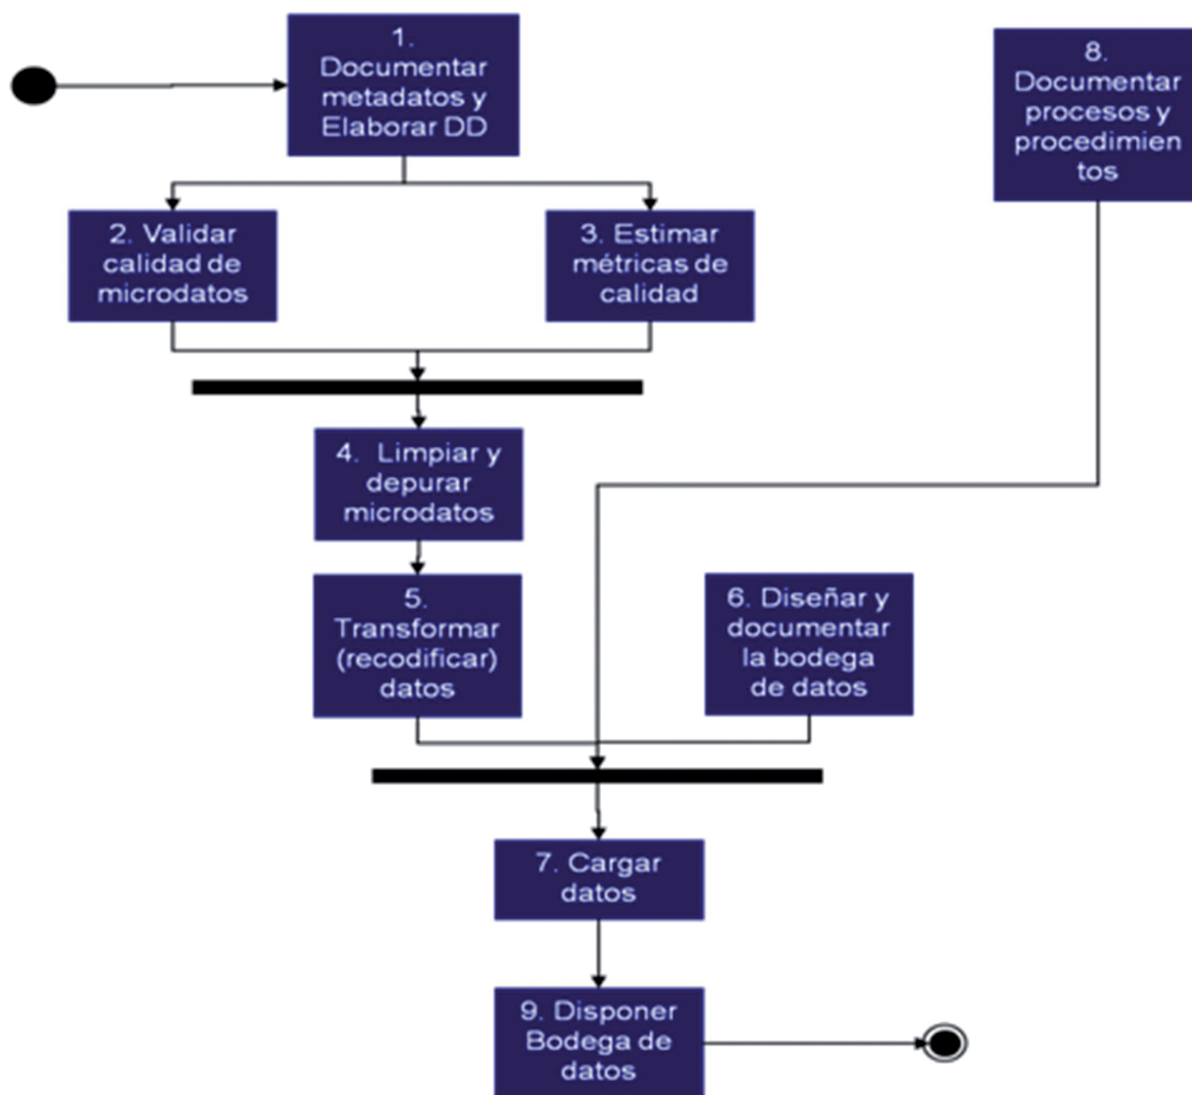 1.
Documentar
metadatos y
Elaborar DD
8.
Documentar
procesos y
procedimien
tos
2. Validar
calidad de
microdatos
3. Estimar
métricas de
calidad
4. Limpiar y
depurar
microdatos
5.
Transformar
(recodificar)
datos
6. Diseñar y
documentar
la bodega
de datos
7. Cargar
datos
9. Disponer
Bodega de
datos